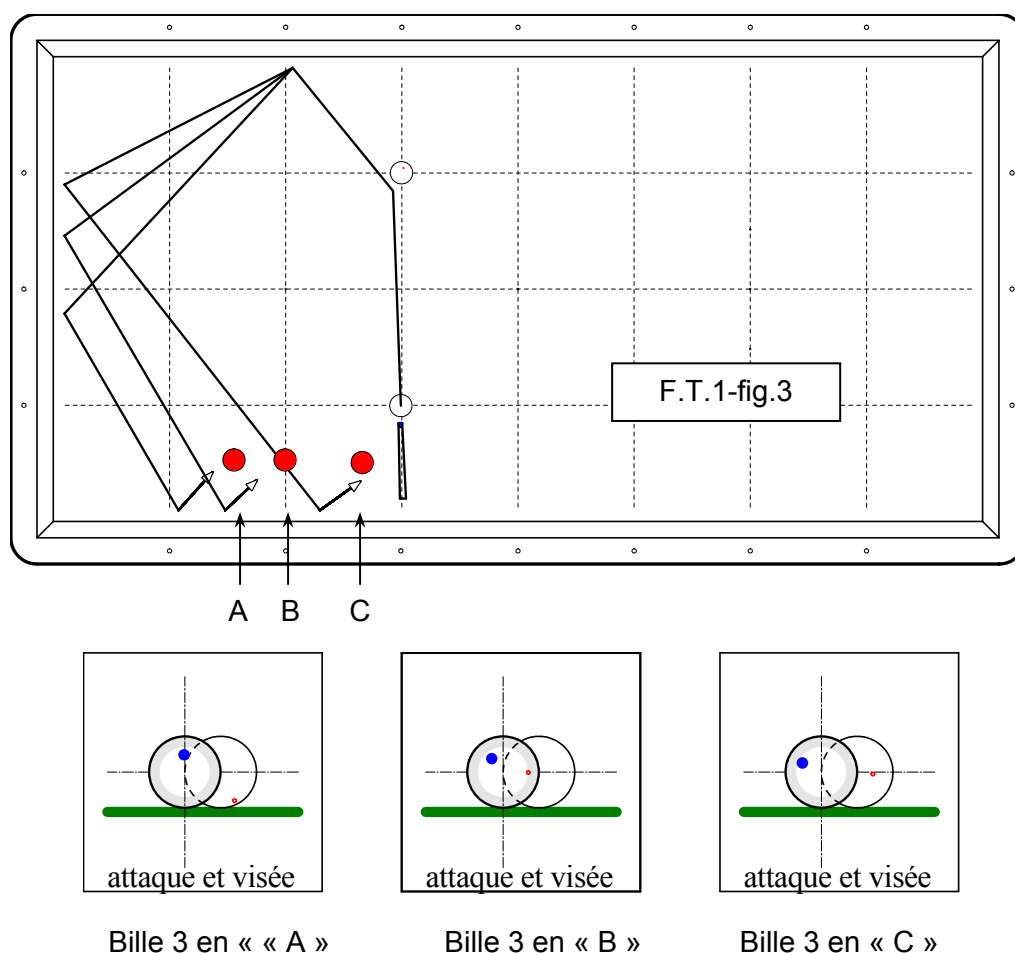 F.T.1-fig.3
A B C
attaque et visée attaque et visée attaque et visée
Bille 3 en « « A » Bille 3 en « B » Bille 3 en « C »